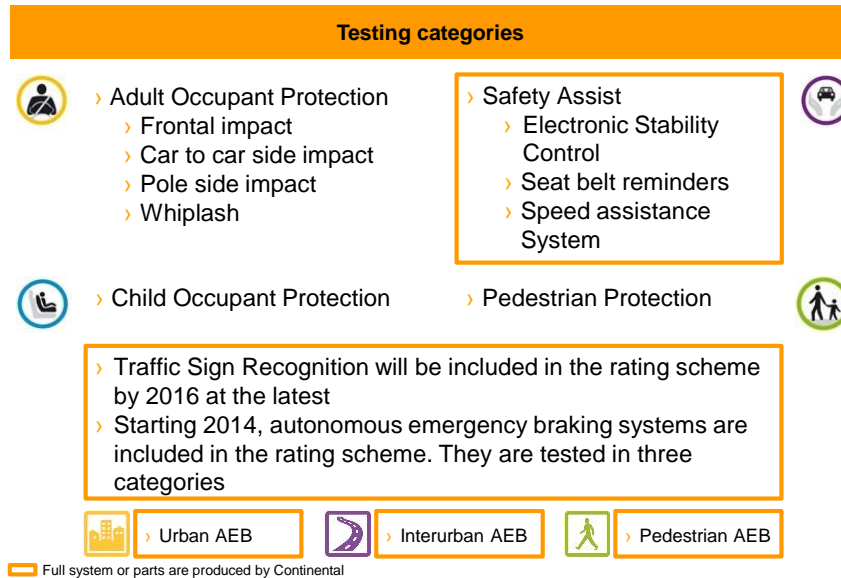 Testing categories
› Adult Occupant Protection
› Frontal impact
› Car to car side impact
› Pole side impact
› Whiplash
› Safety Assist
› Electronic Stability
Control
› Seat belt reminders
› Speed assistance
System
› Child Occupant Protection
› Pedestrian Protection
› Traffic Sign Recognition will be included in the rating scheme
by 2016 at the latest
› Starting 2014, autonomous emergency braking systems are
included in the rating scheme. They are tested in three
categories
› Urban AEB
› Interurban AEB
› Pedestrian AEB
Full system or parts are produced by Continental